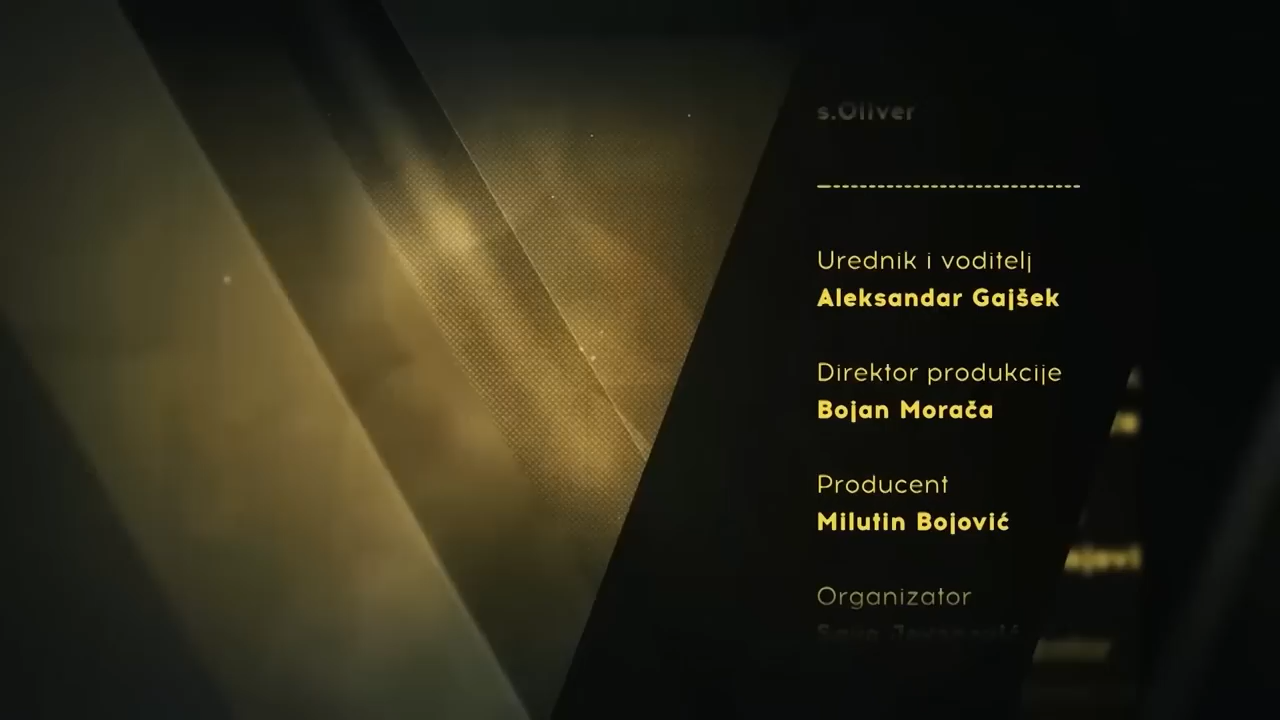 s.Oliver
Urednik i voditelj
Aleksandar Gajšek
Direktor produkcije
Bojan Morača
Producent
Milutin Bojović
Organizator